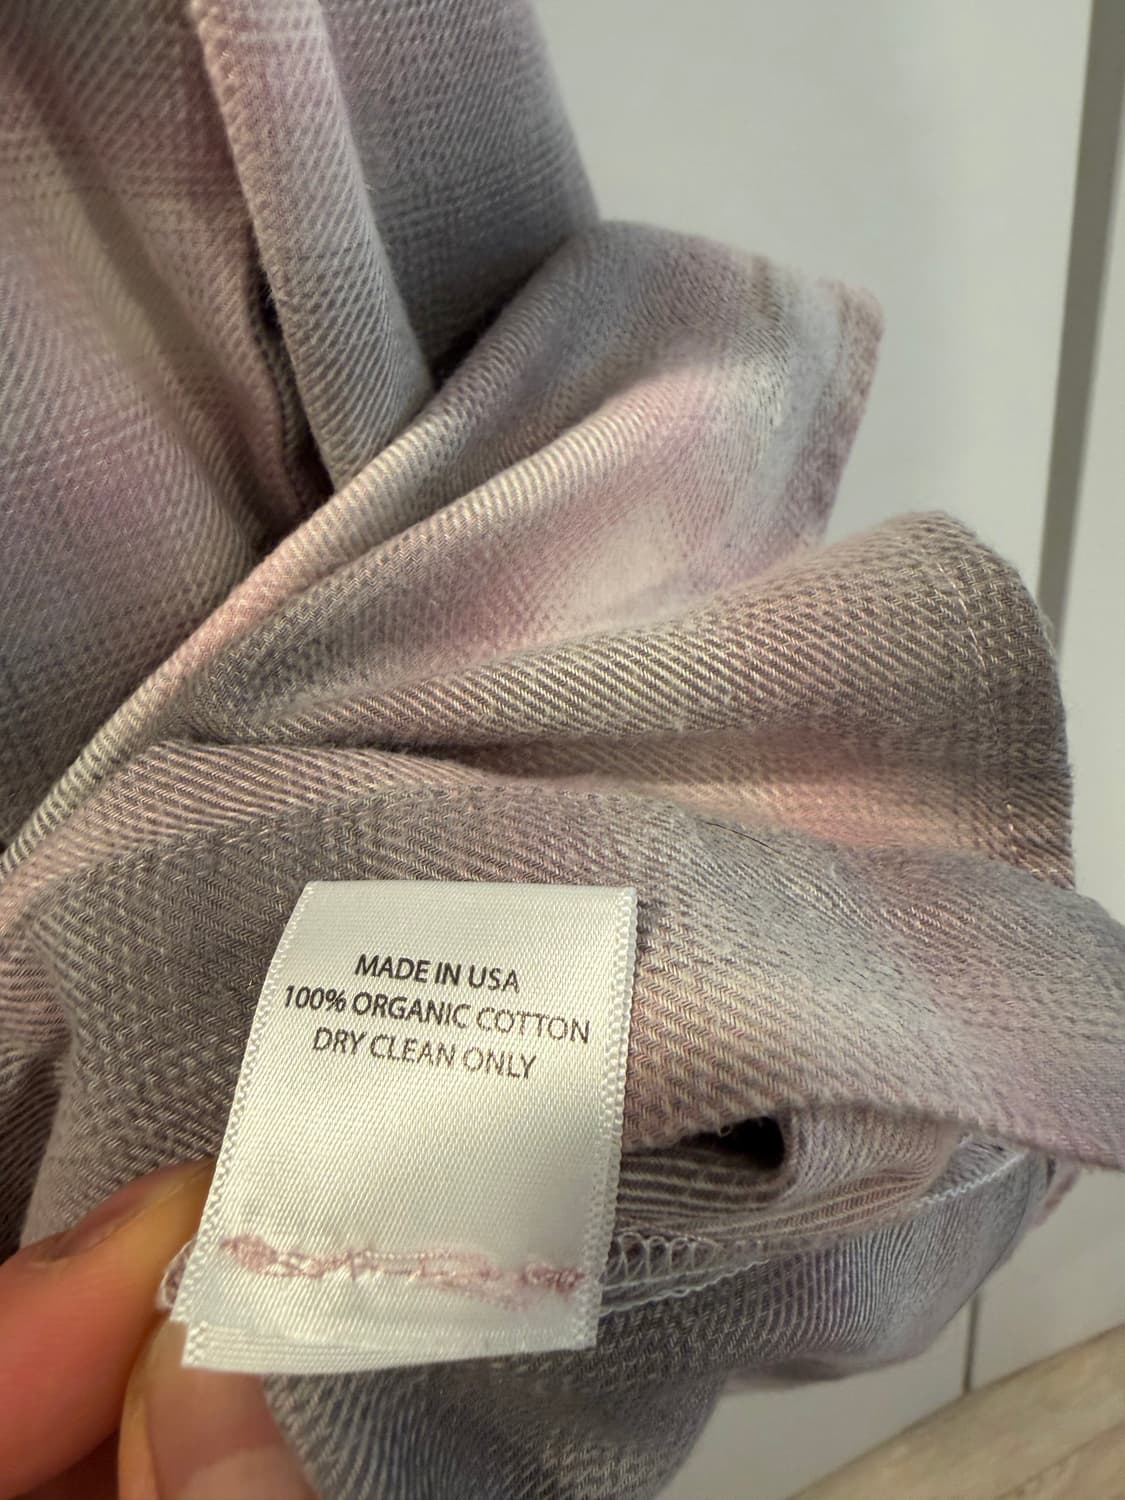 MADE IN USA
100% ORGANIC COTTON
DRY CLEAN ONLY